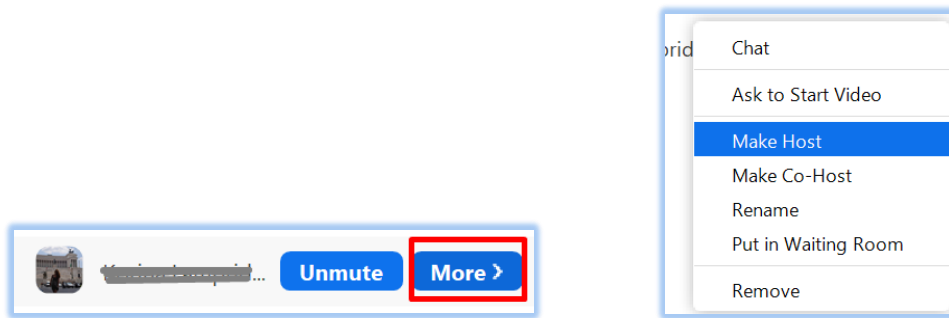 Unmute
More >
Chat
Ask to Start Video
Make Host
Make Co-Host
Rename
Put in Waiting Room
Remove